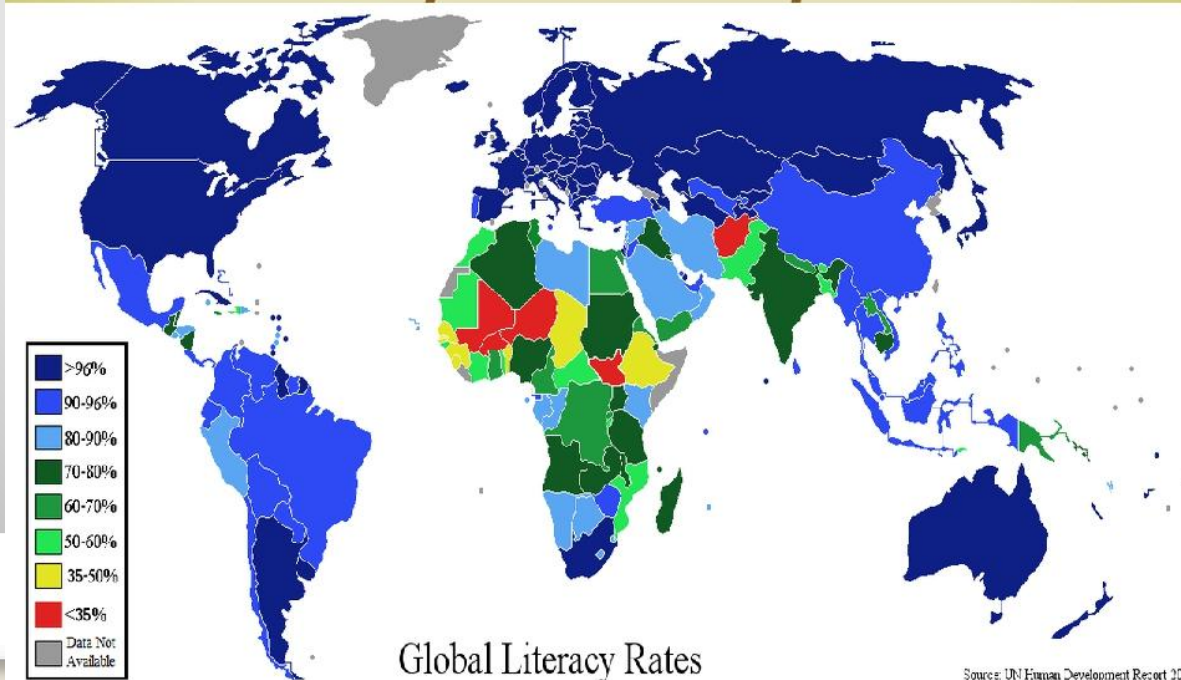 >96%
90-96%
80-90%
70-80%
60-70%
50-60%
35-50%
<35%
Data Not
Available
Global Literacy Rates
Source: UN Human Development Report